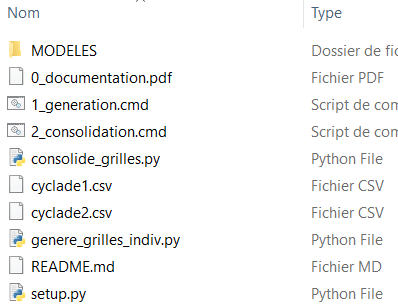 Nom Type
MODELES Dossier de fic
0_documentation.pdf Fichier PDF
1_generation.cmd Script de com
2_consolidation.cmd Script de com
consolide_grilles.py Python File
cyclade1.csv Fichier CSV
cyclade2.csv Fichier CSV
genere_grilles_indiv.py Python File
README.md Fichier MD
setup.py Python File